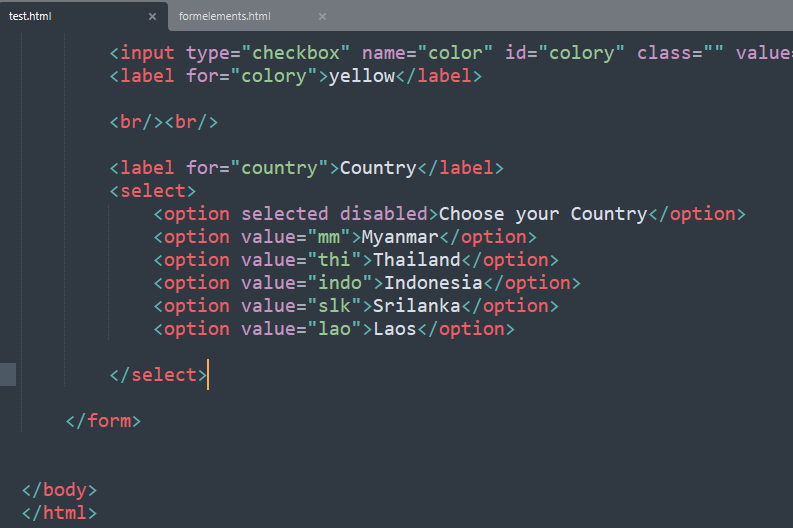 test.html × formelements.html ×
<input type="checkbox" name="color" id="colory" class="" value=
<label for="colory">yellow</label>
<br/><br/>
<label for="country">Country</label>
<select>
<option selected disabled>Choose your Country</option>
<option value="mm">Myanmar</option>
<option value="thi">Thailand</option>
<option value="indo">Indonesia</option>
<option value="slk">Srilanka</option>
<option value="lao">Laos</option>
</select>
</form>
</body>
</html>